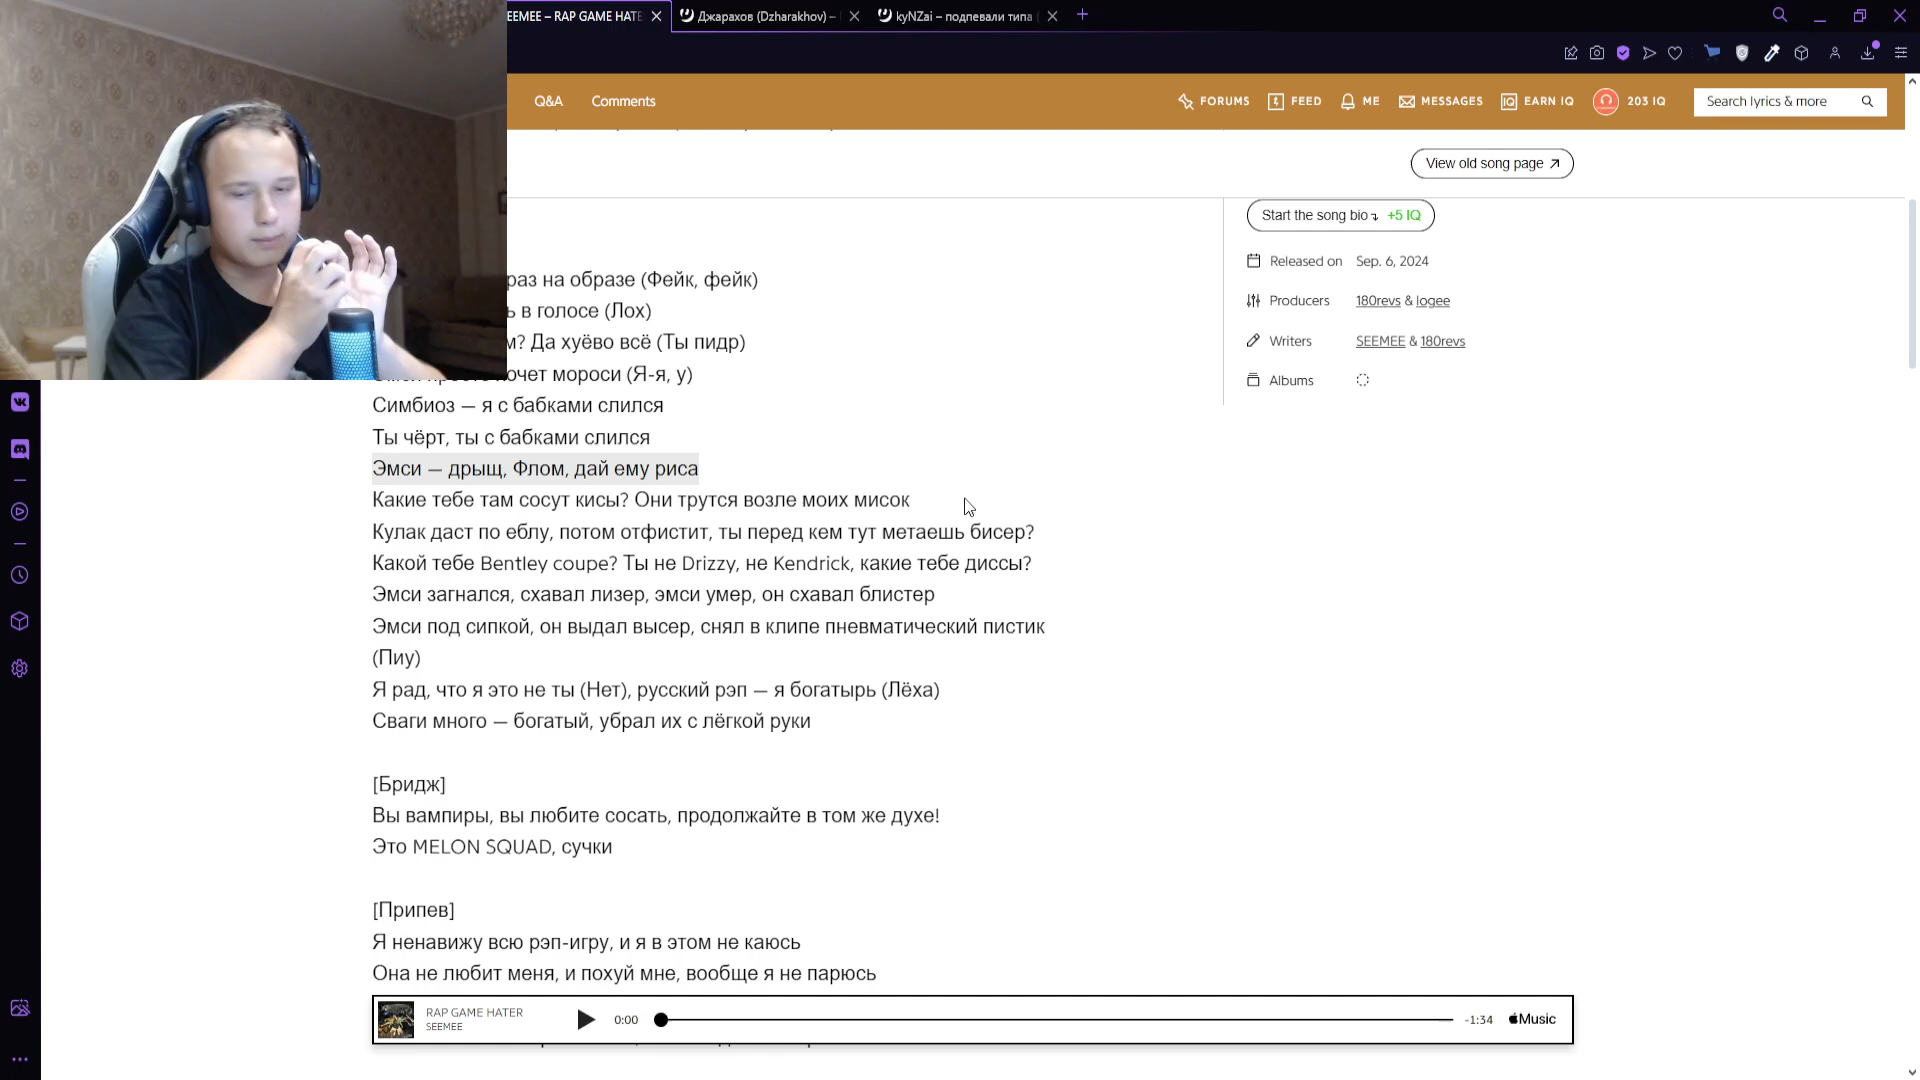 SEEMEE – RAP GAME HATE
Джарахов (Dzharakhov) –
kyNZai – подпевали типа
Q&A
Comments
FORUMS
FEED
ME
MESSAGES
EARN IQ
203 IQ
Search lyrics & more
View old song page
Start the song bio +5 IQ
Released on Sep. 6, 2024
Producers 180revs & logee
Writers SEEMEE & 180revs
Albums
раз на образе (Фейк, фейк)
ь в голосе (Лох)
м? Да хуёво всё (Ты пидр)
хочет мороси (Я-я, у)
Симбиоз — я с бабками слился
Ты чёрт, ты с бабками слился
Эмси — дрыщ, Флом, дай ему риса
Какие тебе там сосут кисы? Они трутся возле моих мисок
Кулак даст по еблу, потом отфистит, ты перед кем тут метаешь бисер?
Какой тебе Bentley coupe? Ты не Drizzy, не Kendrick, какие тебе диссы?
Эмси загнался, схавал лизер, эмси умер, он схавал блистер
Эмси под сипкой, он выдал высер, снял в клипе пневматический пистик
(Пиу)
Я рад, что я это не ты (Нет), русский рэп — я богатырь (Лёха)
Сваги много — богатый, убрал их с лёгкой руки
[Бридж]
Вы вампиры, вы любите сосать, продолжайте в том же духе!
Это MELON SQUAD, сучки
[Припев]
Я ненавижу всю рэп-игру, и я в этом не каюсь
Она не любит меня, и похуй мне, вообще я не парюсь
RAP GAME HATER
SEEMEE
0:00
-1:34
Music